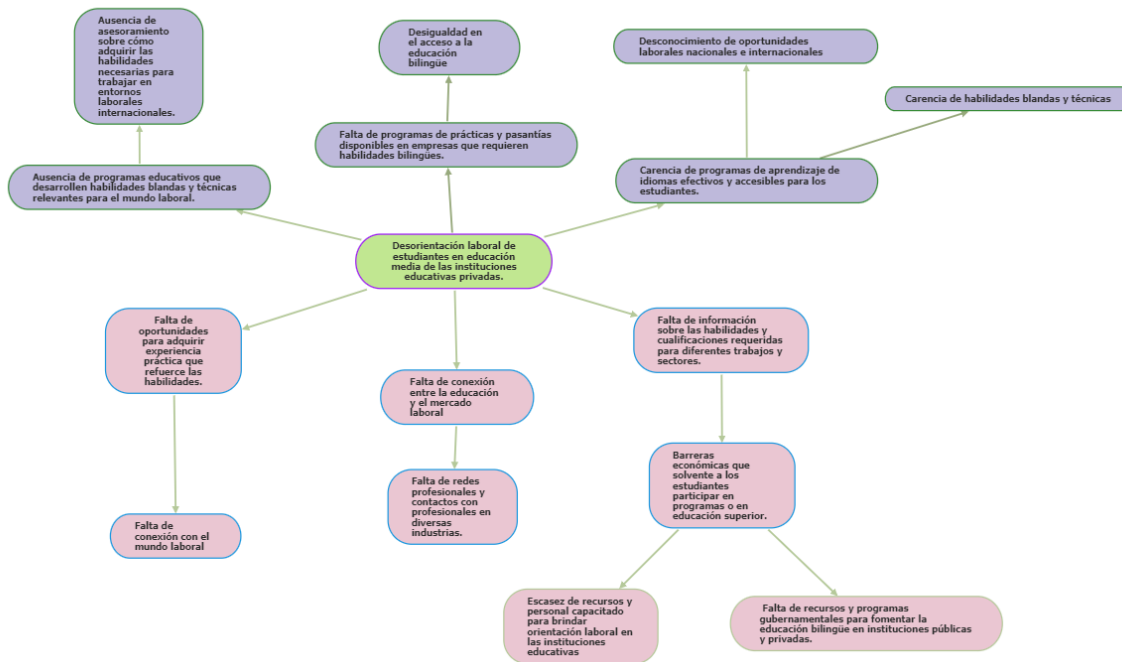 Ausencia de
asesoramiento
sobre cómo
adquirir las
habilidades
necesarias para
trabajar en
entornos
laborales
internacionales.
Desigualdad en
el acceso a la
educación
bilingüe
Desconocimiento de oportunidades
laborales nacionales e internacionales
Carencia de habilidades blandas y técnicas
Ausencia de programas educativos que
desarrollen habilidades blandas y técnicas
relevantes para el mundo laboral.
Falta de programas de prácticas y pasantías
disponibles en empresas que requieren
habilidades bilingües.
Carencia de programas de aprendizaje de
idiomas efectivos y accesibles para los
estudiantes.
Desorientación laboral de
estudiantes en educación
media de las instituciones
educativas privadas.
Falta de
oportunidades
para adquirir
experiencia
práctica que
refuerce las
habilidades.
Falta de conexión
entre la educación
y el mercado
laboral
Falta de información
sobre las habilidades y
cualificaciones requeridas
para diferentes trabajos y
sectores.
Falta de
conexión con el
mundo laboral
Falta de redes
profesionales y
contactos con
profesionales en
diversas
industrias.
Barreras
económicas que
solvente a los
estudiantes
participar en
programas o en
educación superior.
Escasez de recursos y
personal capacitado
para brindar
orientación laboral en
las instituciones
educativas
Falta de recursos y programas
gubernamentales para fomentar la
educación bilingüe en instituciones públicas
y privadas.